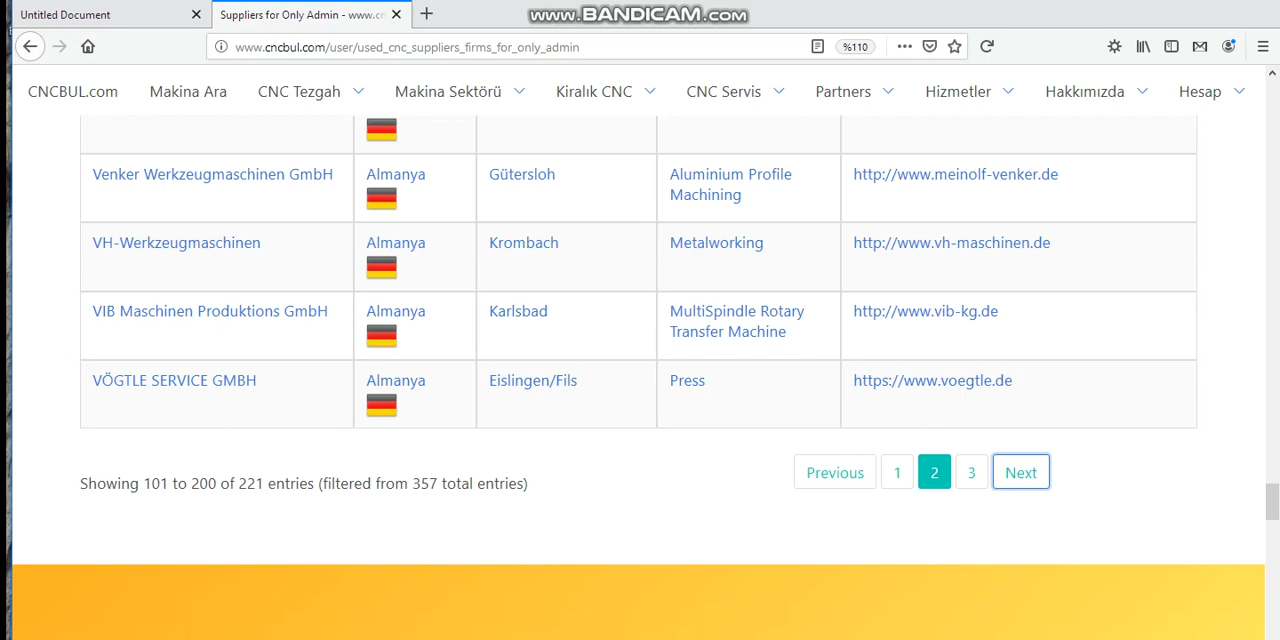 Untitled Document
Suppliers for Only Admin - www.cn
www.BANDICAM.com
www.cncbul.com/user/used_cnc_suppliers_firms_for_only_admin
%110
CNCBUL.com Makina Ara CNC Tezgah Makina Sektörü Kiralık CNC CNC Servis Partners Hizmetler Hakkımızda Hesap
Venker Werkzeugmaschinen GmbH Almanya Gütersloh Aluminium Profile http://www.meinolf-venker.de
Machining
VH-Werkzeugmaschinen Almanya Krombach Metalworking http://www.vh-maschinen.de
VIB Maschinen Produktions GmbH Almanya Karlsbad MultiSpindle Rotary http://www.vib-kg.de
Transfer Machine
VÖGTLE SERVICE GMBH Almanya Eislingen/Fils Press https://www.voegtle.de
Previous 1 2 3 Next
Showing 101 to 200 of 221 entries (filtered from 357 total entries)